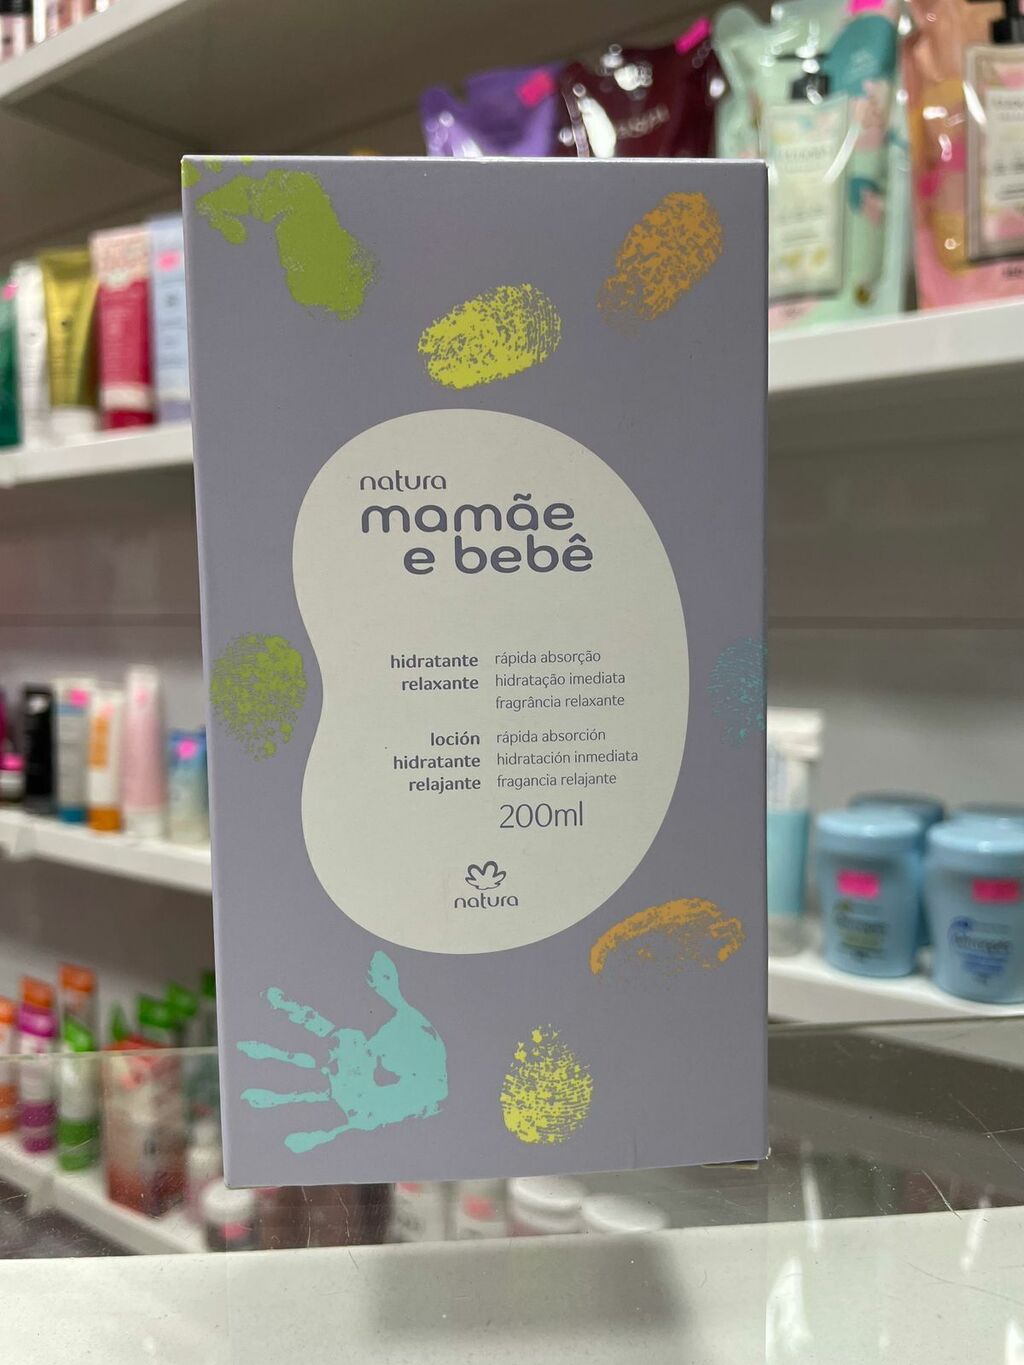 natura
mamãe
e bebê
hidratante
relaxante
rápida absorção
hidratação imediata
fragrância relaxante
loción
hidratante
relajante
rápida absorción
hidratación inmediata
fragancia relajante
200ml
natura